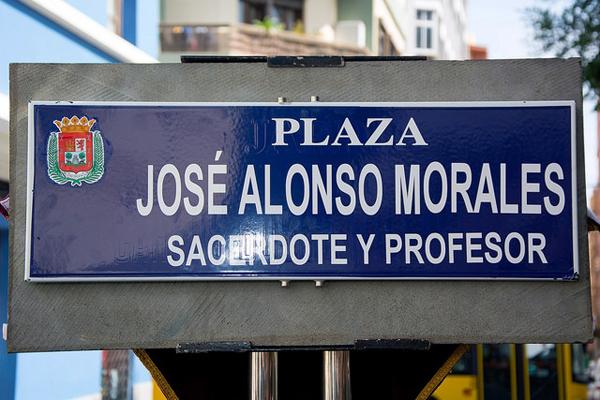 PLAZA
JOSÉ ALONSO MORALES
SACERDOTE Y PROFESOR